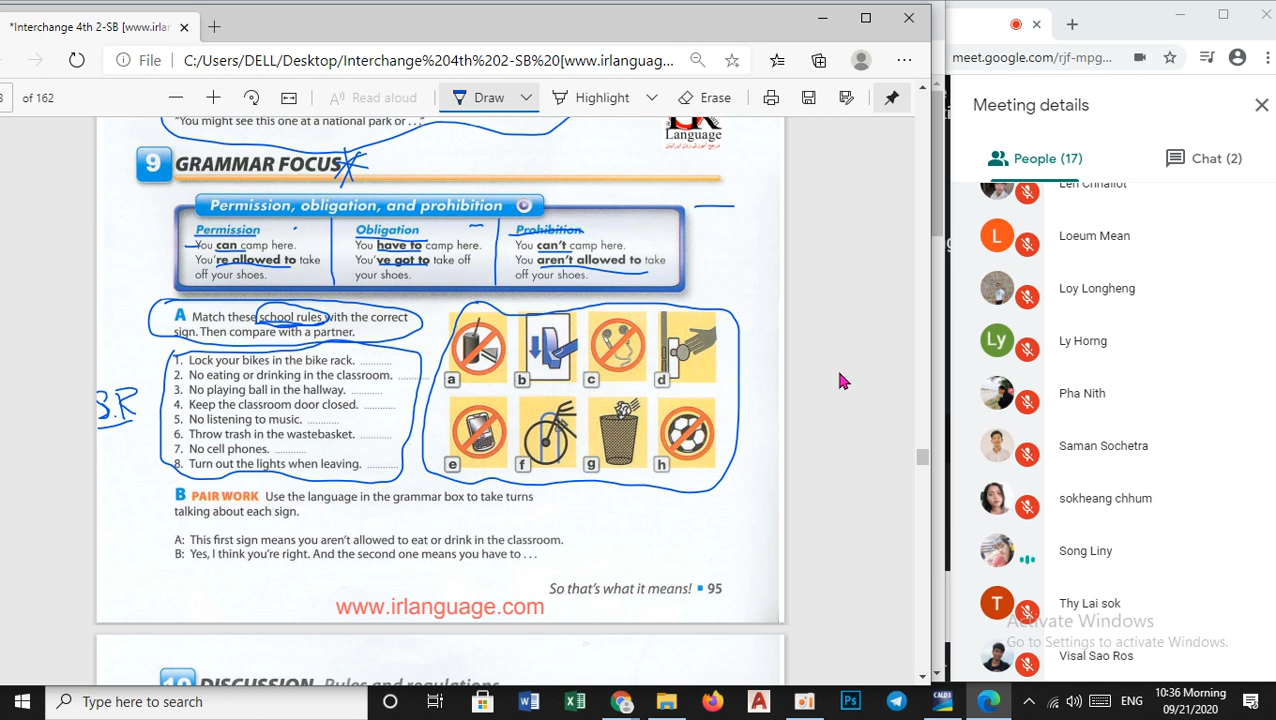 *Interchange 4th 2-SB [www.irlar
meet.google.com/rjf-mpg...
File
C:/Users/DELL/Desktop/Interchange%204th%202-SB%20[www.irlanguag...
of 162
Read aloud
Draw
Highlight
Erase
Meeting details
People (17)
Chat (2)
"You might see this one at a national park or . . ."
Language
9 GRAMMAR FOCUS
Permission, obligation, and prohibition
Permission
You can camp here.
You're allowed to take
off your shoes.
Obligation
You have to camp here.
You've got to take off
your shoes.
Prohibition
You can't camp here.
You aren't allowed to take
off your shoes.
A Match these school rules with the correct
sign. Then compare with a partner.
1. Lock your bikes in the bike rack. ............
2. No eating or drinking in the classroom. ............
3. No playing ball in the hallway. ............
4. Keep the classroom door closed. ............
5. No listening to music. ............
6. Throw trash in the wastebasket. ............
7. No cell phones. ............
8. Turn out the lights when leaving. ............
S.R
a
b
c
d
e
f
g
h
B PAIR WORK Use the language in the grammar box to take turns
talking about each sign.
A: This first sign means you aren't allowed to eat or drink in the classroom.
B: Yes, I think you're right. And the second one means you have to . . .
So that's what it means! 95
www.irlanguage.com
DISCUSSION Rules and regulations
Len Chhallot
Loeum Mean
Loy Longheng
Ly Horng
Pha Nith
Saman Sochetra
sokheang chhum
Song Liny
Thy Lai sok
Visal Sao Ros
L
Ly
T
Activate Windows
Go to Settings to activate Windows.
Type here to search
ENG
10:36 Morning
09/21/2020